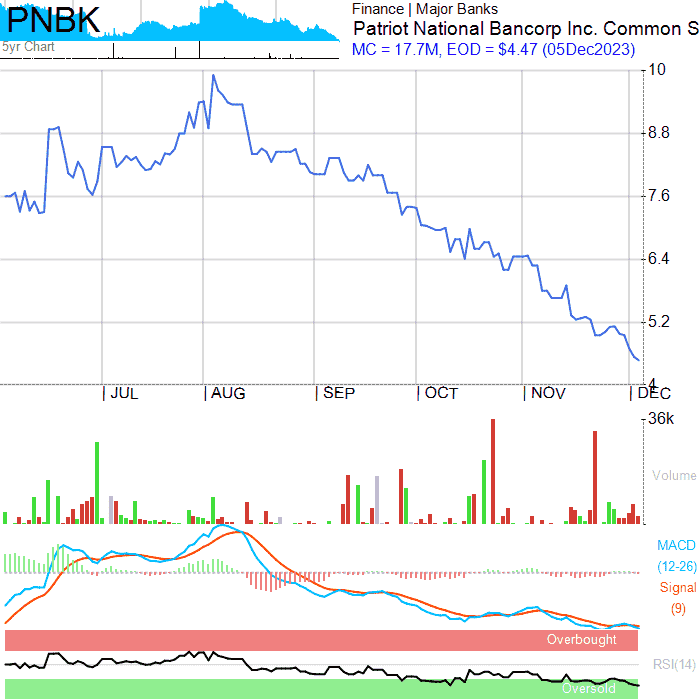 PNBK
5yr Chart
Finance | Major Banks
Patriot National Bancorp Inc. Common S
MC = 17.7M, EOD = $4.47 (05Dec2023)
10
8.8
7.6
6.4
5.2
4
JUL
AUG
SEP
OCT
NOV
DEC
36k
Volume
MACD
(12-26)
Signal
(9)
Overbought
RSI(14)
Oversold